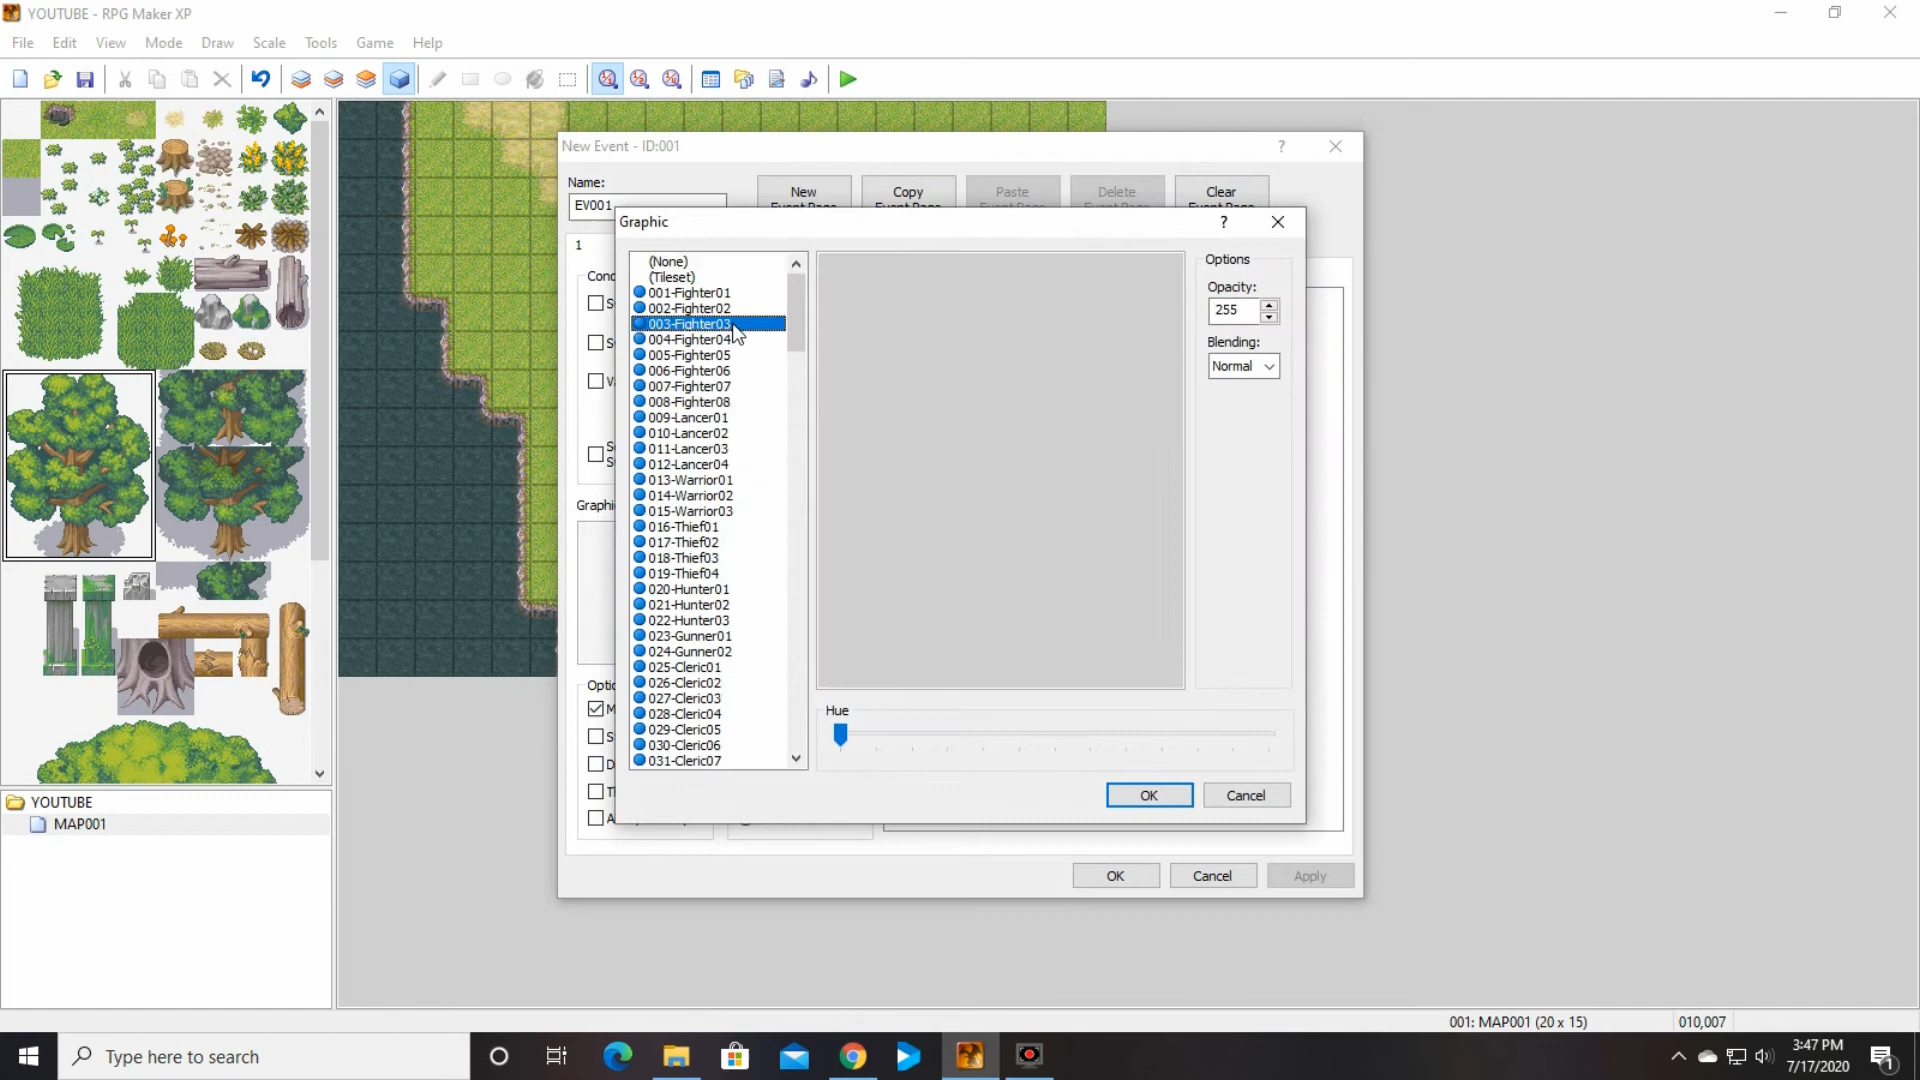 YOUTUBE - RPG Maker XP
File Edit View Mode Draw Scale Tools Game Help
New Event - ID:001
Name:
EV001
New
Copy
Paste
Delete
Clear
Graphic
1
(None)
(Tileset)
001-Fighter01
002-Fighter02
003-Fighter03
004-Fighter04
005-Fighter05
006-Fighter06
007-Fighter07
008-Fighter08
009-Lancer01
010-Lancer02
011-Lancer03
012-Lancer04
013-Warrior01
014-Warrior02
015-Warrior03
016-Thief01
017-Thief02
018-Thief03
019-Thief04
020-Hunter01
021-Hunter02
022-Hunter03
023-Gunner01
024-Gunner02
025-Cleric01
026-Cleric02
027-Cleric03
028-Cleric04
029-Cleric05
030-Cleric06
031-Cleric07
Options
Opacity:
255
Blending:
Normal
Hue
OK Cancel
OK Cancel Apply
YOUTUBE
MAP001
001: MAP001 (20 x 15) 010,007
Type here to search
3:47 PM
7/17/2020
1